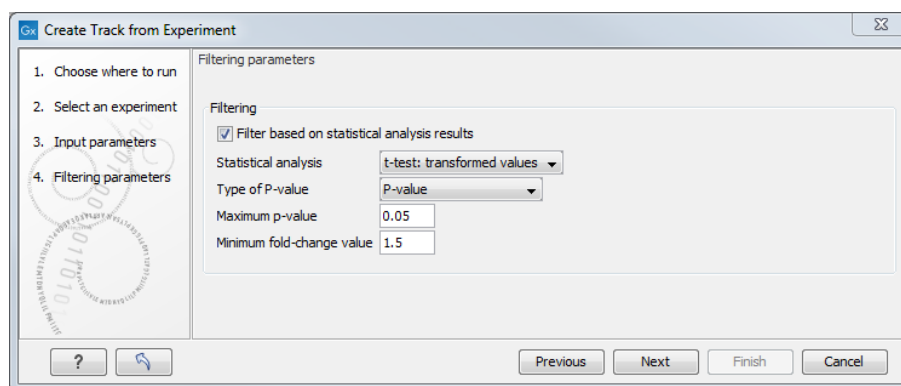 Gx Create Track from Experiment
Filtering parameters
1. Choose where to run
2. Select an experiment
3. Input parameters
4. Filtering parameters
Filtering
Filter based on statistical analysis results
Statistical analysis t-test: transformed values
Type of P-value P-value
Maximum p-value 0.05
Minimum fold-change value 1.5
? Previous Next Finish Cancel